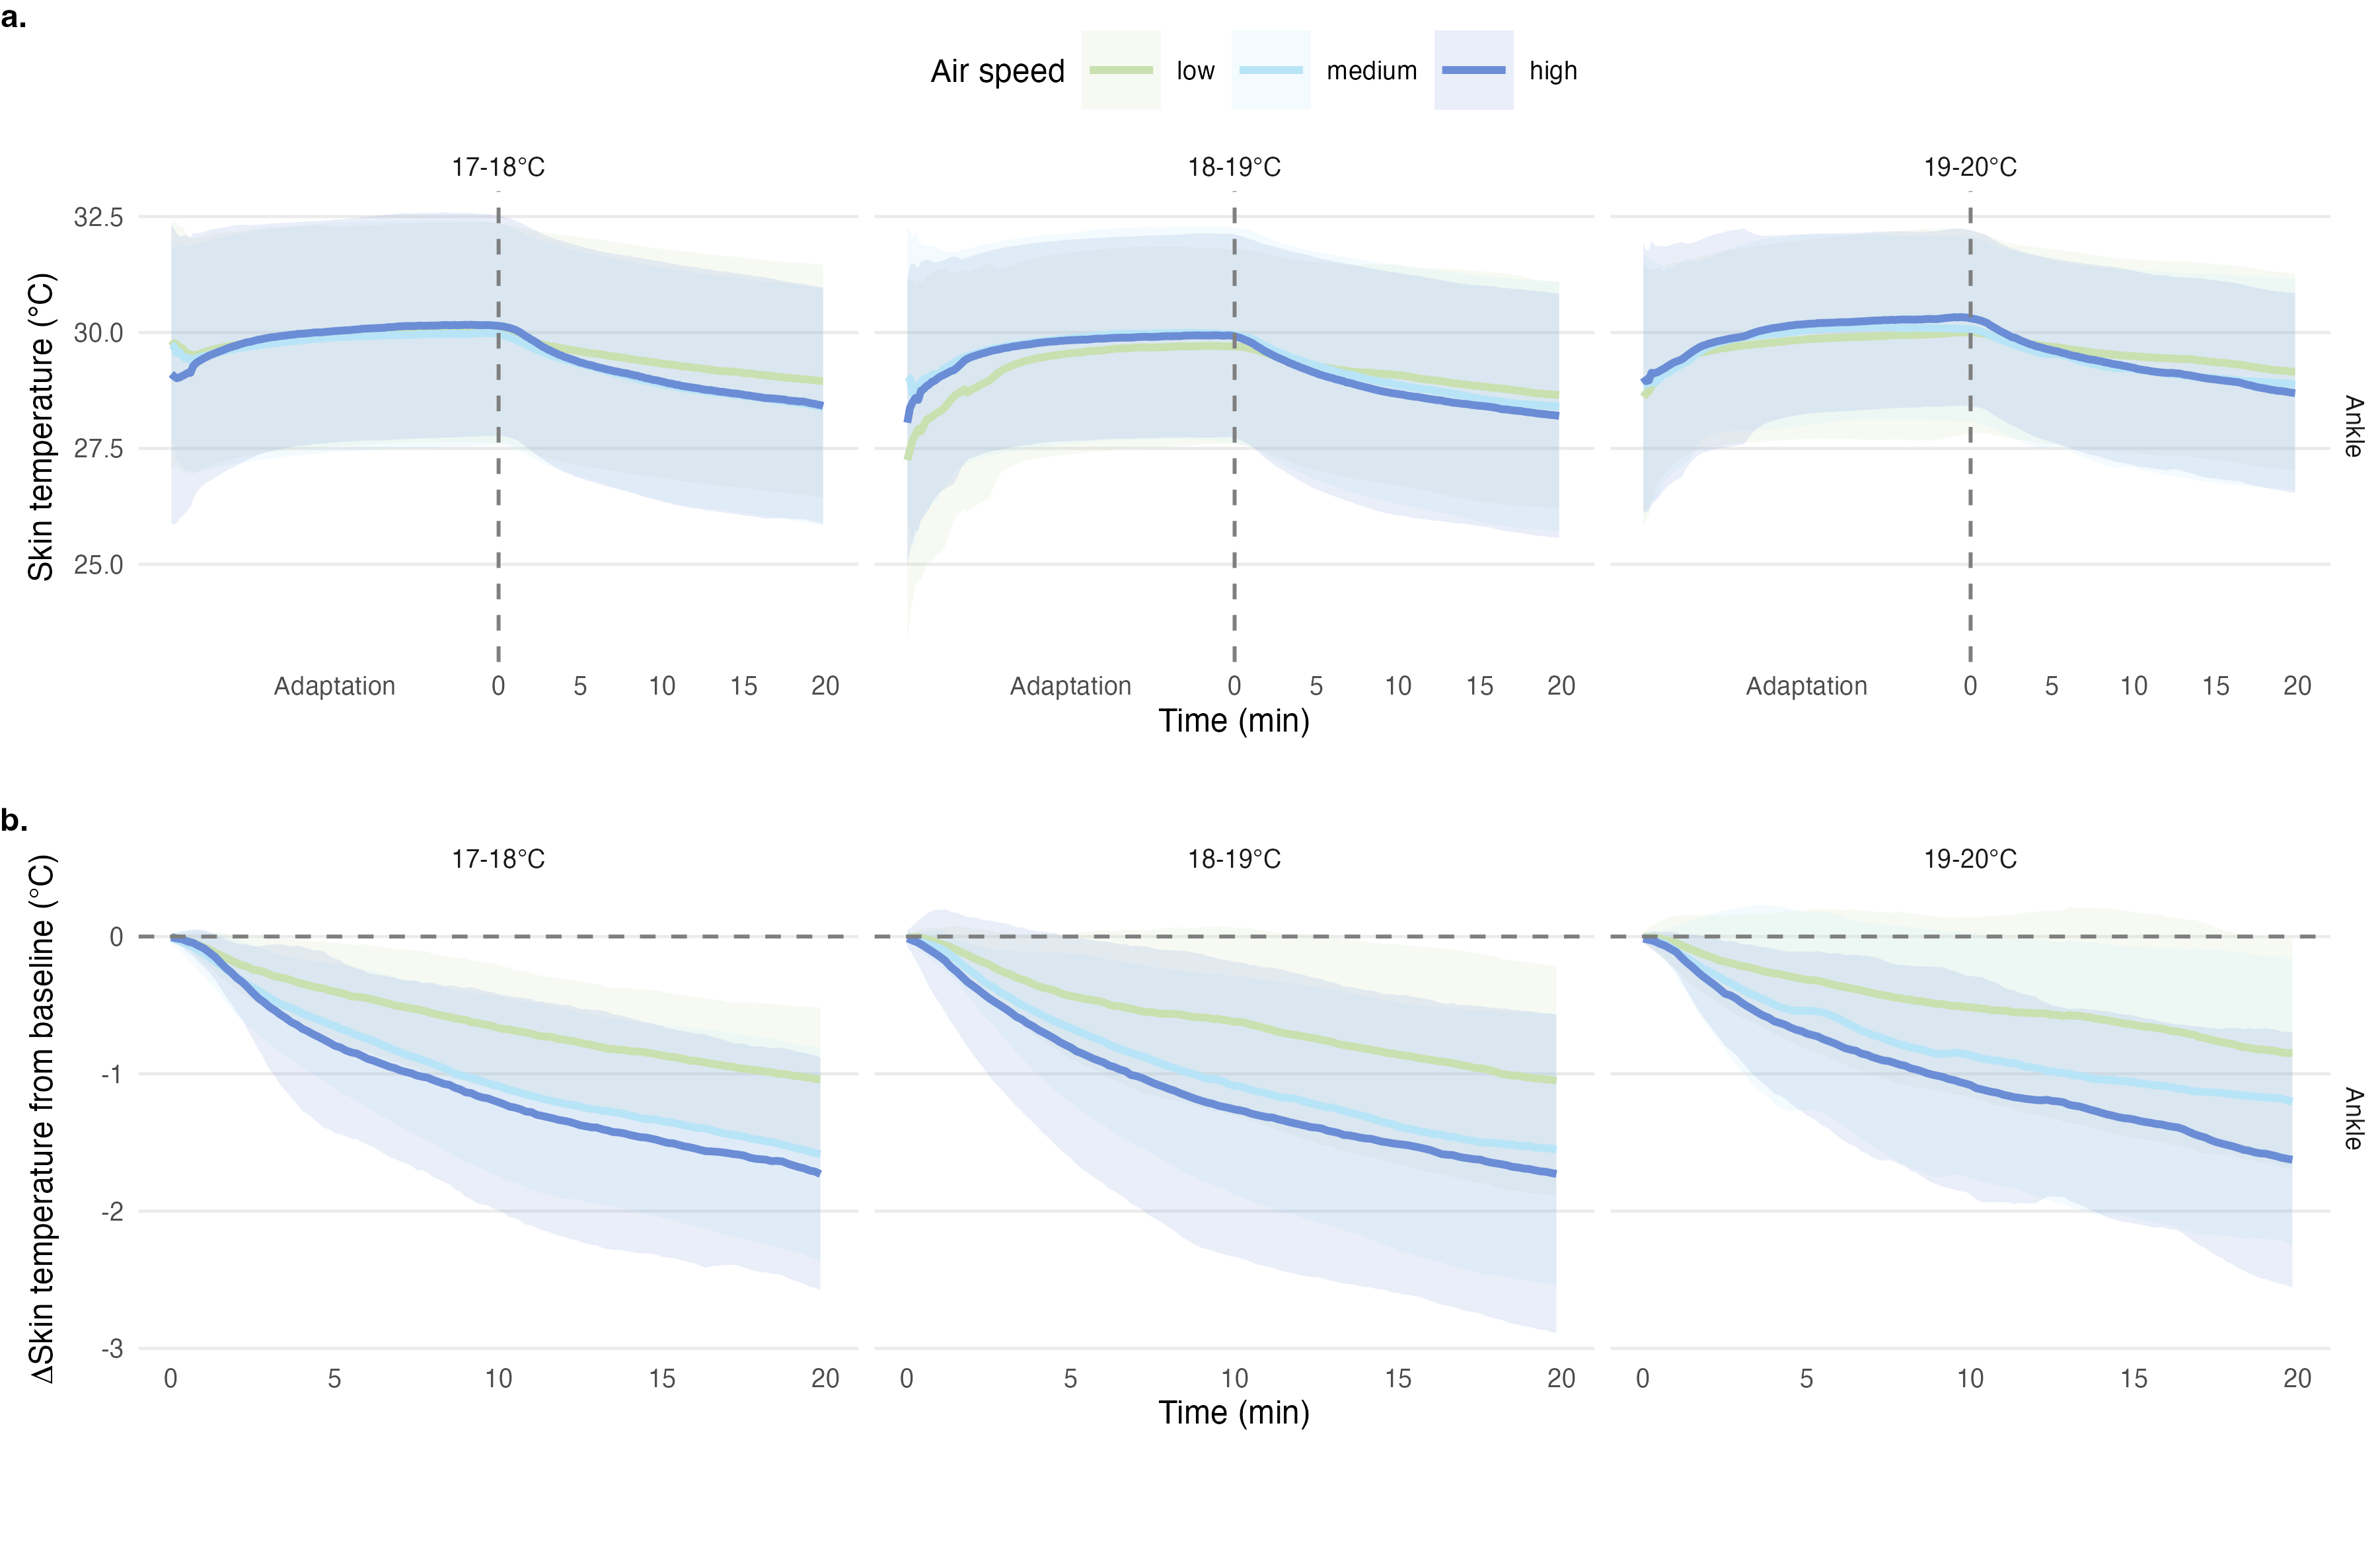 a.
Air speed low medium high
17-18°C 18-19°C 19-20°C
Skin temperature (°C)
32.5
30.0
27.5
25.0
Ankle
Adaptation 0 5 10 15 20 Adaptation 0 5 10 15 20 Adaptation 0 5 10 15 20
Time (min)
b.
17-18°C 18-19°C 19-20°C
ΔSkin temperature from baseline (°C)
0
-1
-2
-3
Ankle
0 5 10 15 20 0 5 10 15 20 0 5 10 15 20
Time (min)